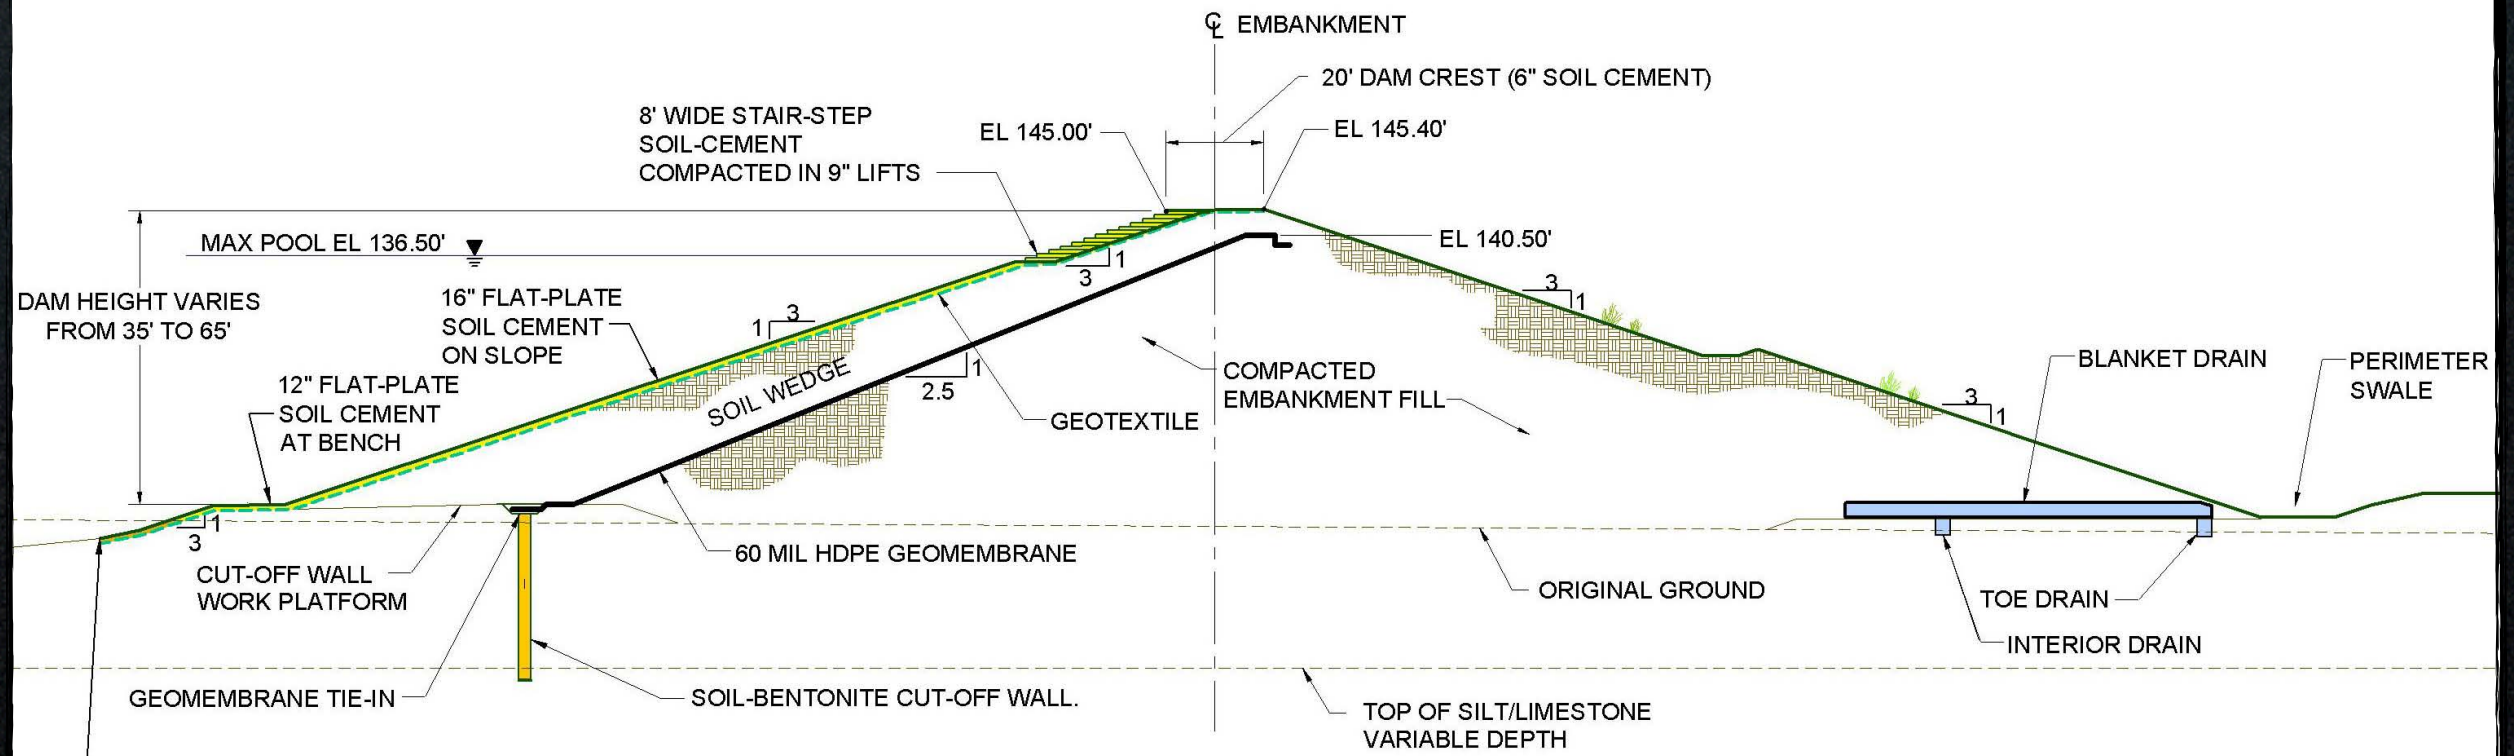 ℄ EMBANKMENT
20' DAM CREST (6" SOIL CEMENT)
8' WIDE STAIR-STEP
SOIL-CEMENT
COMPACTED IN 9" LIFTS
EL 145.00'
EL 145.40'
MAX POOL EL 136.50'
EL 140.50'
DAM HEIGHT VARIES
FROM 35' TO 65'
16" FLAT-PLATE
SOIL CEMENT
ON SLOPE
1
3
3
1
3
1
12" FLAT-PLATE
SOIL CEMENT
AT BENCH
SOIL WEDGE
1
2.5
GEOTEXTILE
COMPACTED
EMBANKMENT FILL
3
1
BLANKET DRAIN
PERIMETER
SWALE
1
3
60 MIL HDPE GEOMEMBRANE
CUT-OFF WALL
WORK PLATFORM
ORIGINAL GROUND
TOE DRAIN
INTERIOR DRAIN
GEOMEMBRANE TIE-IN
SOIL-BENTONITE CUT-OFF WALL.
TOP OF SILT/LIMESTONE
VARIABLE DEPTH